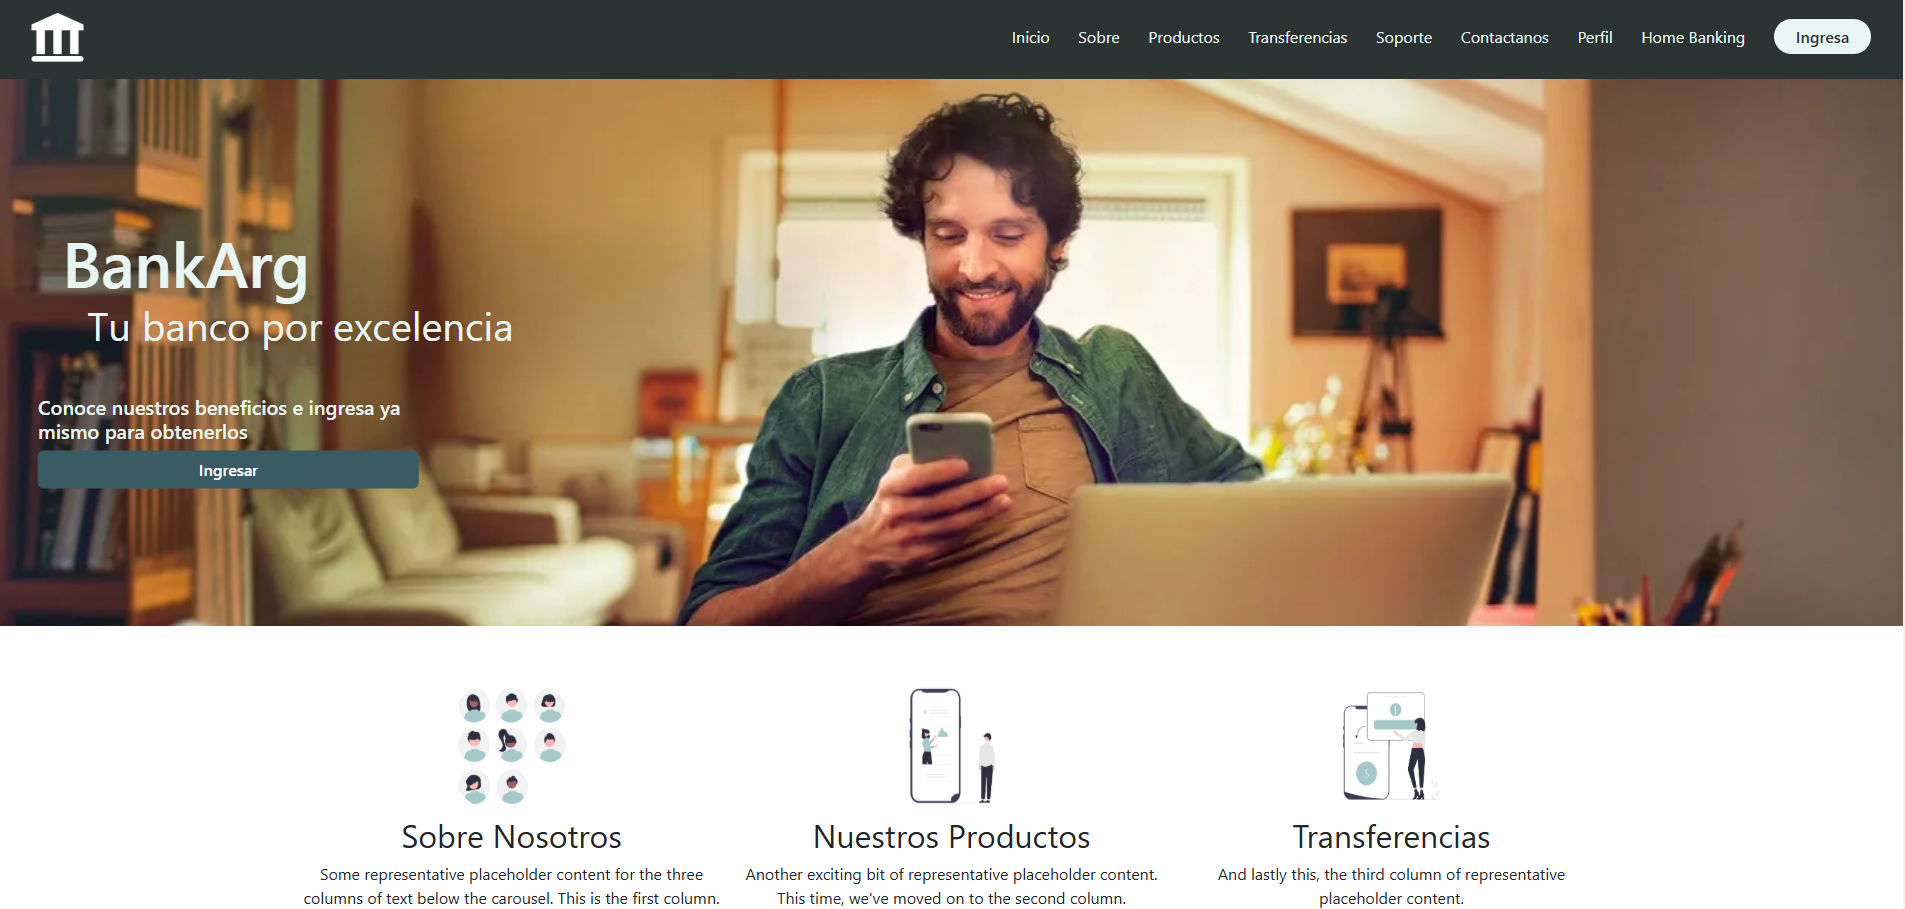 Inicio Sobre Productos Transferencias Soporte Contactanos Perfil Home Banking Ingresa
BankArg
Tu banco por excelencia
Conoce nuestros beneficios e ingresa ya
mismo para obtenerlos
Ingresar
Sobre Nosotros
Some representative placeholder content for the three
columns of text below the carousel. This is the first column.
Nuestros Productos
Another exciting bit of representative placeholder content.
This time, we've moved on to the second column.
Transferencias
And lastly this, the third column of representative
placeholder content.